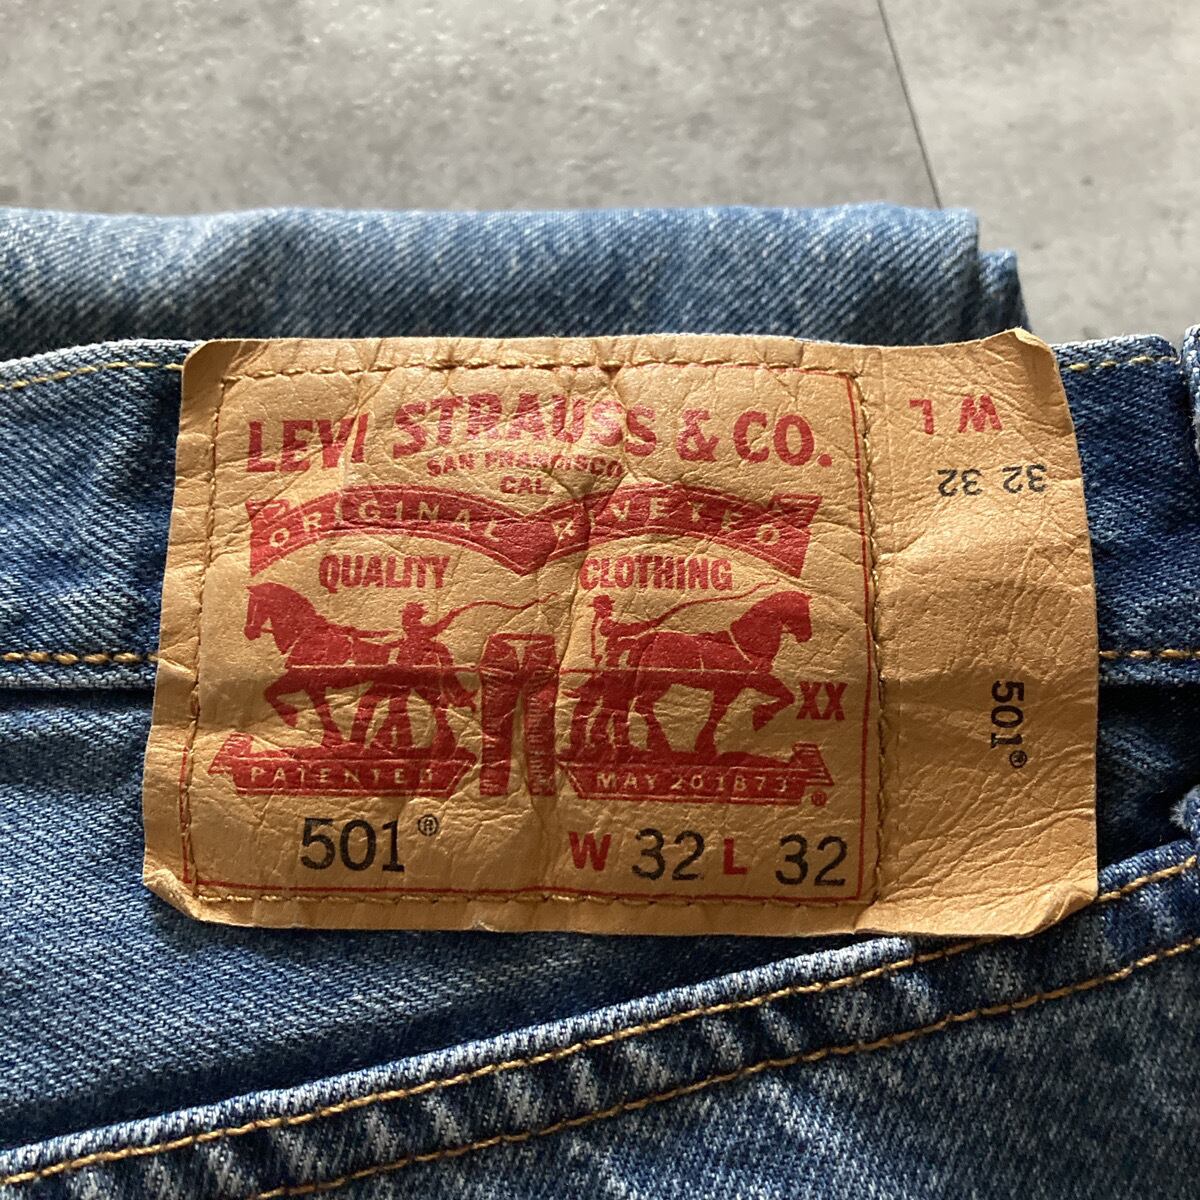 LEVI STRAUSS & CO.
SAN FRANCISCO
CAL.
ORIGINAL RIVETED
QUALITY CLOTHING
XX
PATENTED MAY 20 1873 ®
501® W 32 L 32
W L
32 32
501®